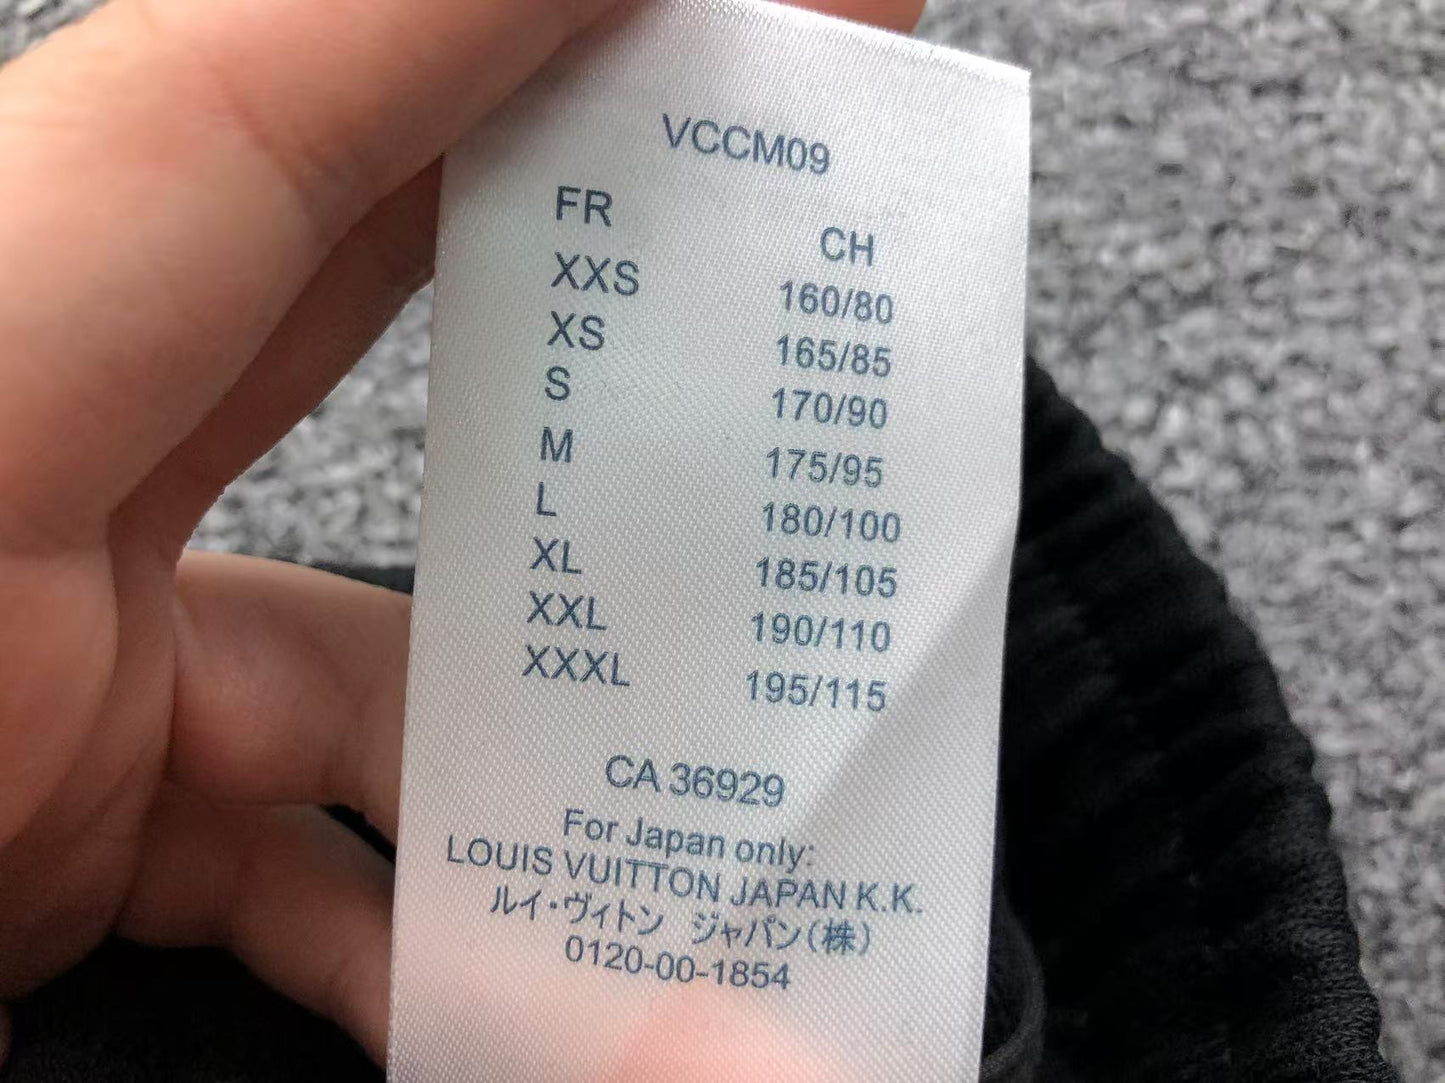 VCCM09
FR CH
XXS 160/80
XS 165/85
S 170/90
M 175/95
L 180/100
XL 185/105
XXL 190/110
XXXL 195/115
CA 36929
For Japan only:
LOUIS VUITTON JAPAN K.K.
ルイ・ヴィトン ジャパン(株)
0120-00-1854